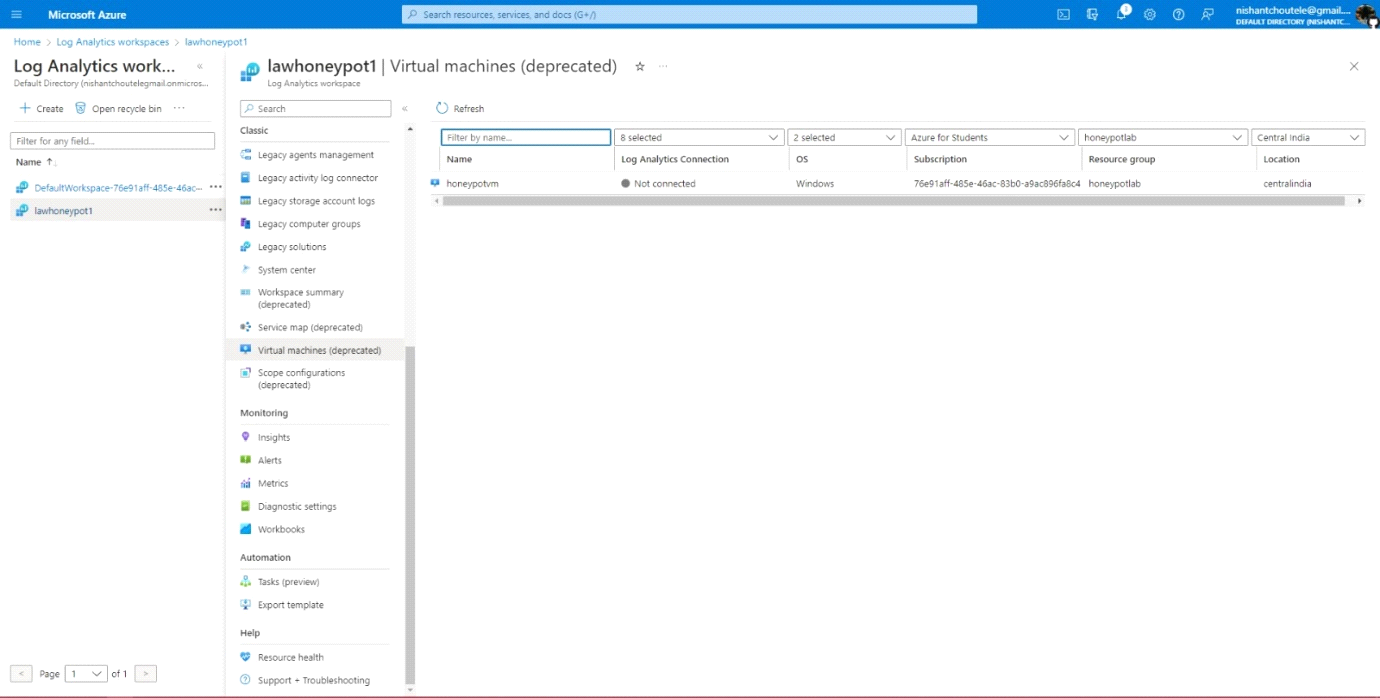 Microsoft Azure
Search resources, services, and docs (G+/)
1
nishantchoutele@gmail....
DEFAULT DIRECTORY (NISHANTC...
Home > Log Analytics workspaces > lawhoneypot1
Log Analytics work... «
Default Directory (nishantchoutelegmail.onmicros...
+ Create Open recycle bin ...
Filter for any field...
Name ↑↓
DefaultWorkspace-76e91aff-485e-46ac-... ...
lawhoneypot1 ...
< Page 1 of 1 >
lawhoneypot1 | Virtual machines (deprecated) ☆ ...
Log Analytics workspace
Search «
Classic
Legacy agents management
Legacy activity log connector
Legacy storage account logs
Legacy computer groups
Legacy solutions
System center
Workspace summary
(deprecated)
Service map (deprecated)
Virtual machines (deprecated)
Scope configurations
(deprecated)
Monitoring
Insights
Alerts
Metrics
Diagnostic settings
Workbooks
Automation
Tasks (preview)
Export template
Help
Resource health
Support + Troubleshooting
Refresh
Filter by name... 8 selected 2 selected Azure for Students honeypotlab Central India
Name Log Analytics Connection OS Subscription Resource group Location
honeypotvm Not connected Windows 76e91aff-485e-46ac-83b0-a9ac896fa8c4 honeypotlab centralindia